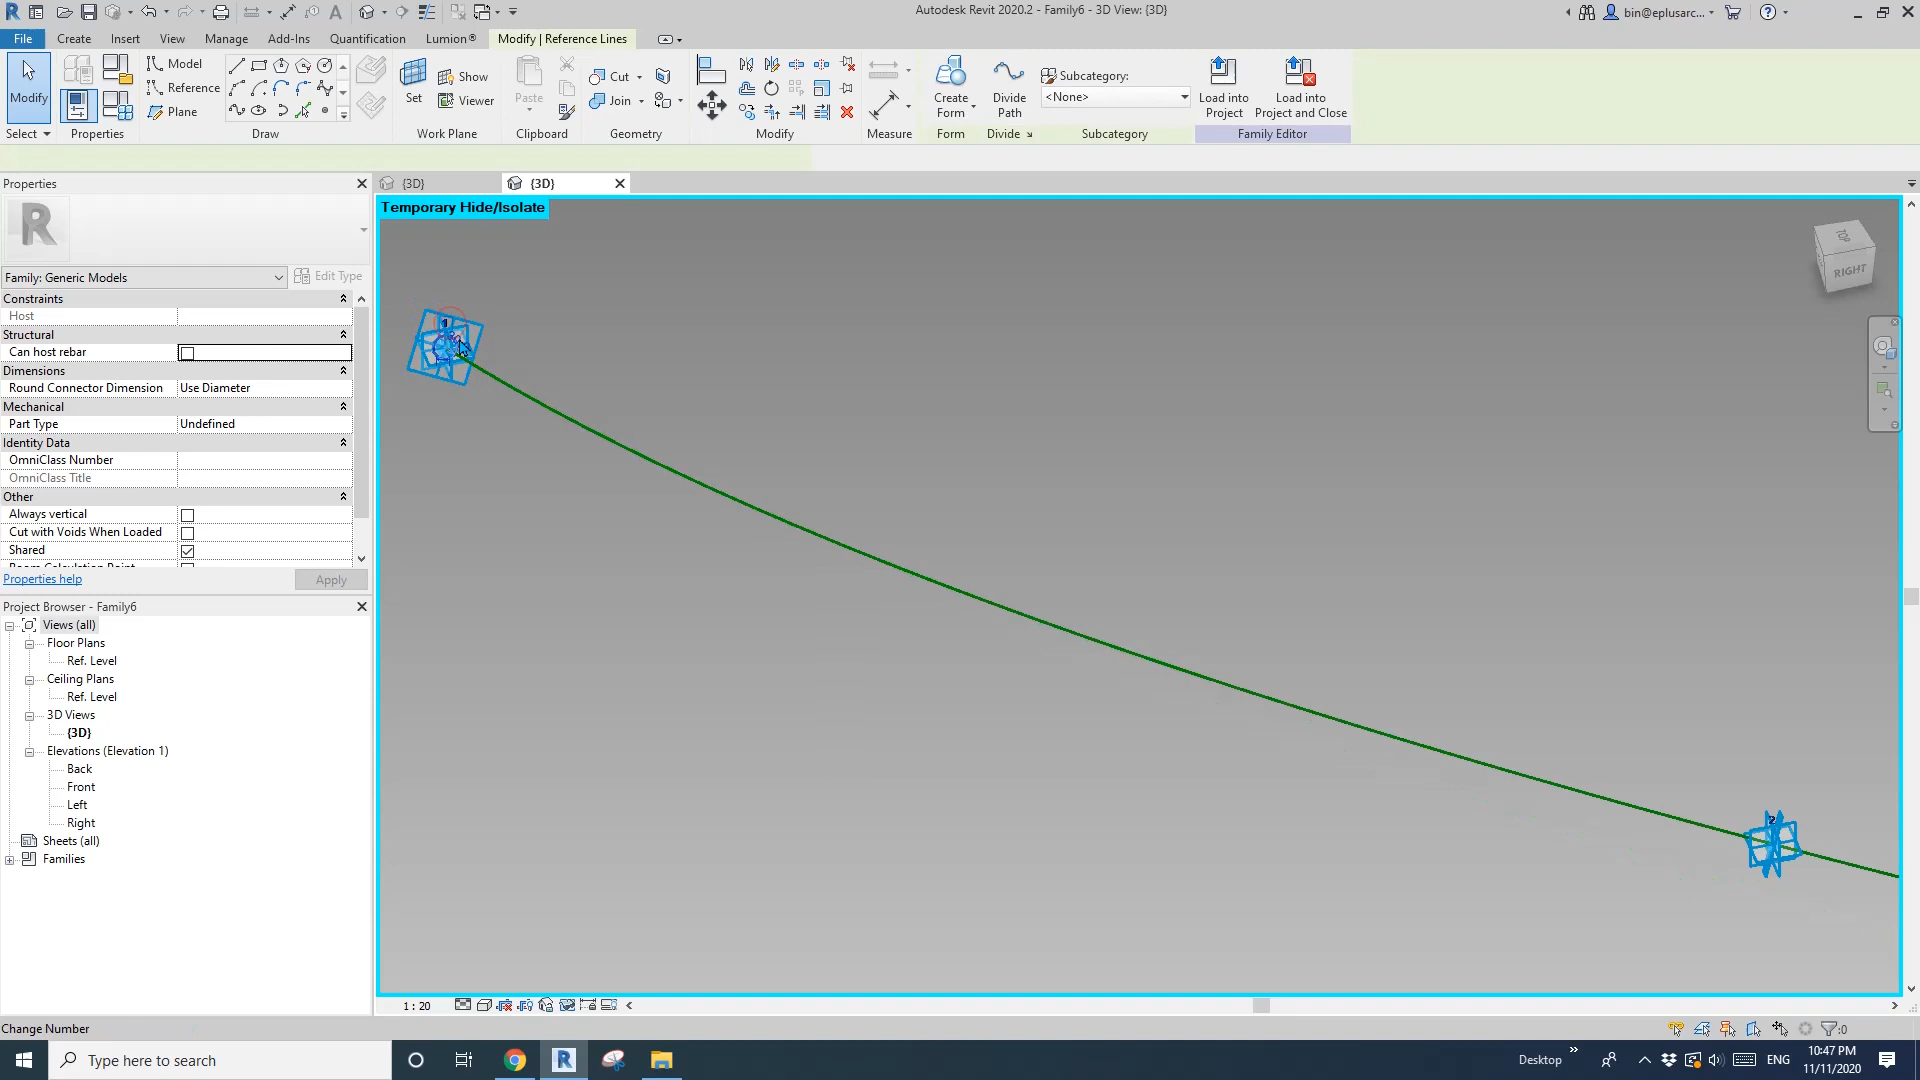 Autodesk Revit 2020.2 - Family6 - 3D View: {3D}
bin@eplusarc...
File
Create
Insert
View
Manage
Add-Ins
Quantification
Lumion®
Modify | Reference Lines
Modify
Model
Reference
Plane
Set
Show
Viewer
Paste
Cut
Join
Create
Form
Divide
Path
Subcategory:
<None>
Load into
Project
Load into
Project and Close
Select
Properties
Draw
Work Plane
Clipboard
Geometry
Modify
Measure
Form
Divide
Subcategory
Family Editor
Properties
{3D}
{3D}
Temporary Hide/Isolate
TOP
RIGHT
R
Family: Generic Models
Edit Type
Constraints
Host
Structural
Can host rebar
Dimensions
Round Connector Dimension
Use Diameter
Mechanical
Part Type
Undefined
Identity Data
OmniClass Number
OmniClass Title
Other
Always vertical
Cut with Voids When Loaded
Shared
Room Calculation Point
Properties help
Apply
1
2
Project Browser - Family6
Views (all)
Floor Plans
Ref. Level
Ceiling Plans
Ref. Level
3D Views
{3D}
Elevations (Elevation 1)
Back
Front
Left
Right
Sheets (all)
Families
1 : 20
Change Number
:0
Type here to search
Desktop
ENG
10:47 PM
11/11/2020